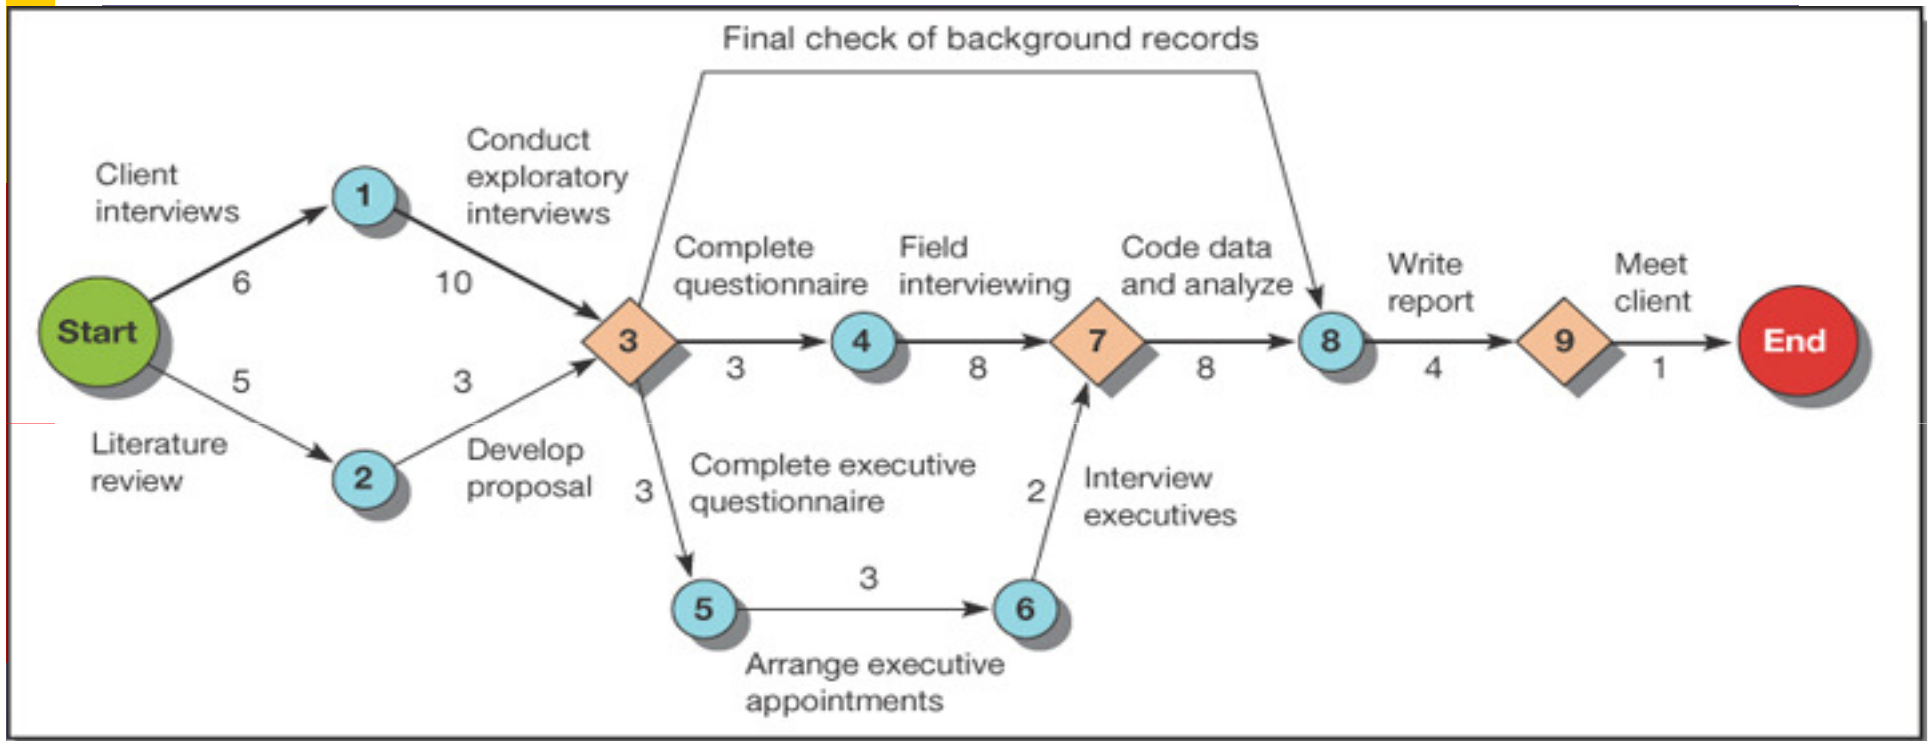 Final check of background records
Client
interviews
6
1
Conduct
exploratory
interviews
10
Start
5
Literature
review
2
3
Develop
proposal
3
Complete
questionnaire
3
4
Field
interviewing
8
7
Code data
and analyze
8
8
Write
report
4
9
Meet
client
1
End
3
Complete executive
questionnaire
5
3
Arrange executive
appointments
6
2
Interview
executives